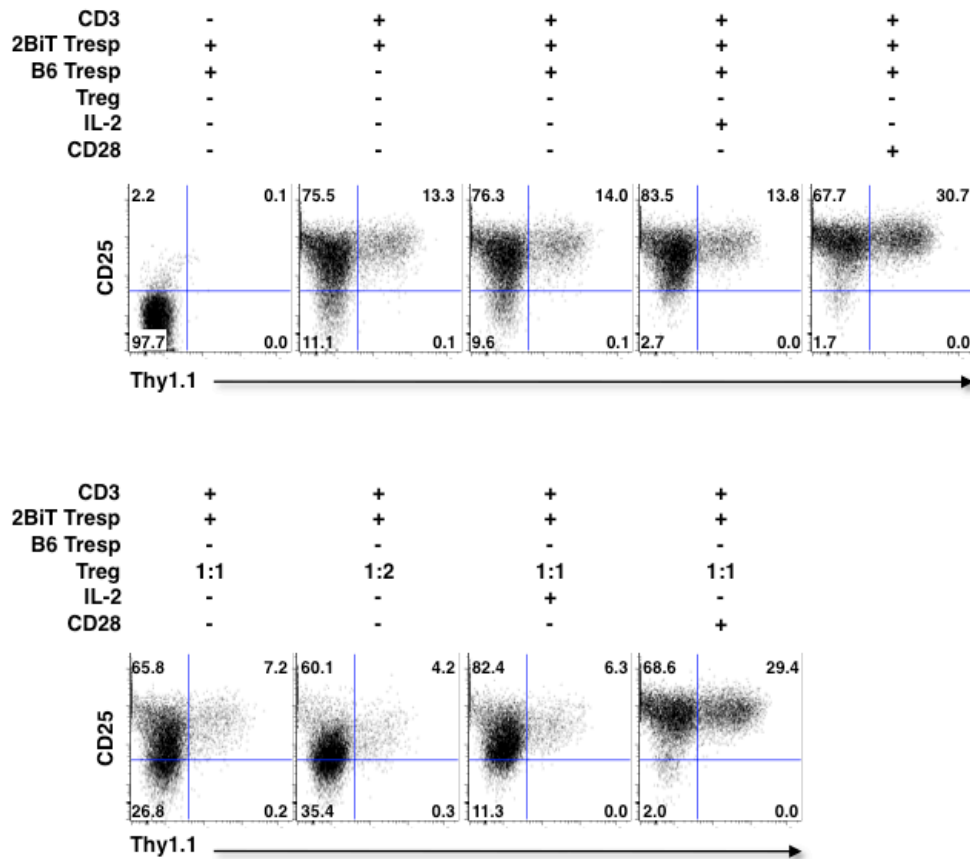 CD3 - + + + +
2BiT Tresp + + + + +
B6 Tresp + - + + +
Treg - - - - -
IL-2 - - - + -
CD28 - - - - +
2.2 0.1 75.5 13.3 76.3 14.0 83.5 13.8 67.7 30.7
CD25
97.7 0.0 11.1 0.1 9.6 0.1 2.7 0.0 1.7 0.0
Thy1.1
CD3 + + + +
2BiT Tresp + + + +
B6 Tresp - - - -
Treg 1:1 1:2 1:1 1:1
IL-2 - - + -
CD28 - - - +
65.8 7.2 60.1 4.2 82.4 6.3 68.6 29.4
CD25
26.8 0.2 35.4 0.3 11.3 0.0 2.0 0.0
Thy1.1